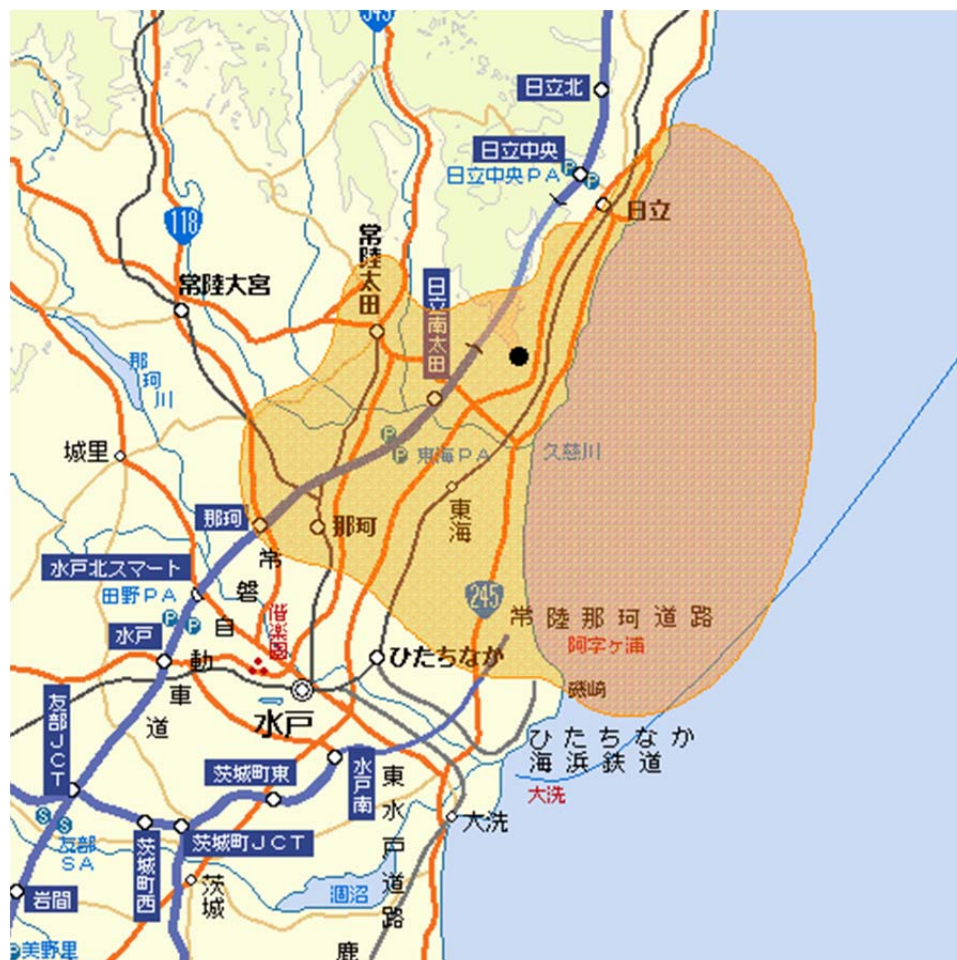 349
日立北
日立中央
日立中央PA
日立
118
常陸太田
常陸大宮
日立南太田
那珂川
城里
東海PA
久慈川
東海
那珂
那珂
水戸北スマート
田野PA
常磐自動車道
偕楽園
245
常陸那珂道路
阿字ヶ浦
水戸
ひたちなか
磯崎
水戸
友部JCT
ひたちなか
海浜鉄道
茨城町東
水戸南
東水戸道路
大洗
大洗
茨城町JCT
友部
SA
茨城町西
茨城
涸沼
岩間
美野里
鹿